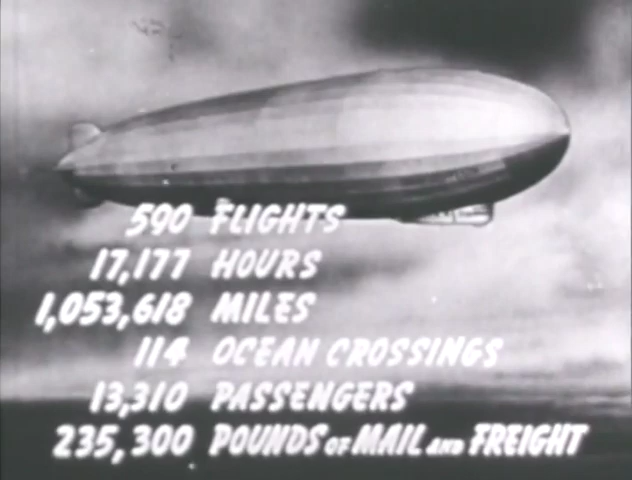 590 FLIGHTS
17,177 HOURS
1,053,618 MILES
114 OCEAN CROSSINGS
13,310 PASSENGERS
235,300 POUNDS OF MAIL AND FREIGHT